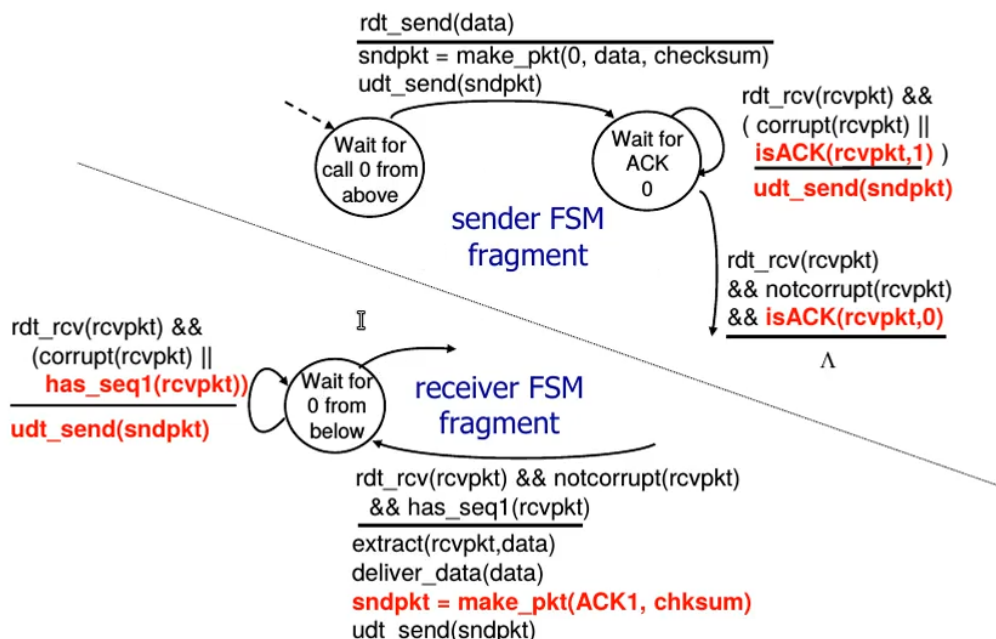 rdt_send(data)
sndpkt = make_pkt(0, data, checksum)
udt_send(sndpkt)
Wait for
call 0 from
above
Wait for
ACK
0
rdt_rcv(rcvpkt) &&
( corrupt(rcvpkt) ||
isACK(rcvpkt,1) )
udt_send(sndpkt)
sender FSM
fragment
rdt_rcv(rcvpkt)
&& notcorrupt(rcvpkt)
&& isACK(rcvpkt,0)
Λ
rdt_rcv(rcvpkt) &&
(corrupt(rcvpkt) ||
has_seq1(rcvpkt))
udt_send(sndpkt)
Wait for
0 from
below
receiver FSM
fragment
rdt_rcv(rcvpkt) && notcorrupt(rcvpkt)
&& has_seq1(rcvpkt)
extract(rcvpkt,data)
deliver_data(data)
sndpkt = make_pkt(ACK1, chksum)
udt_send(sndpkt)